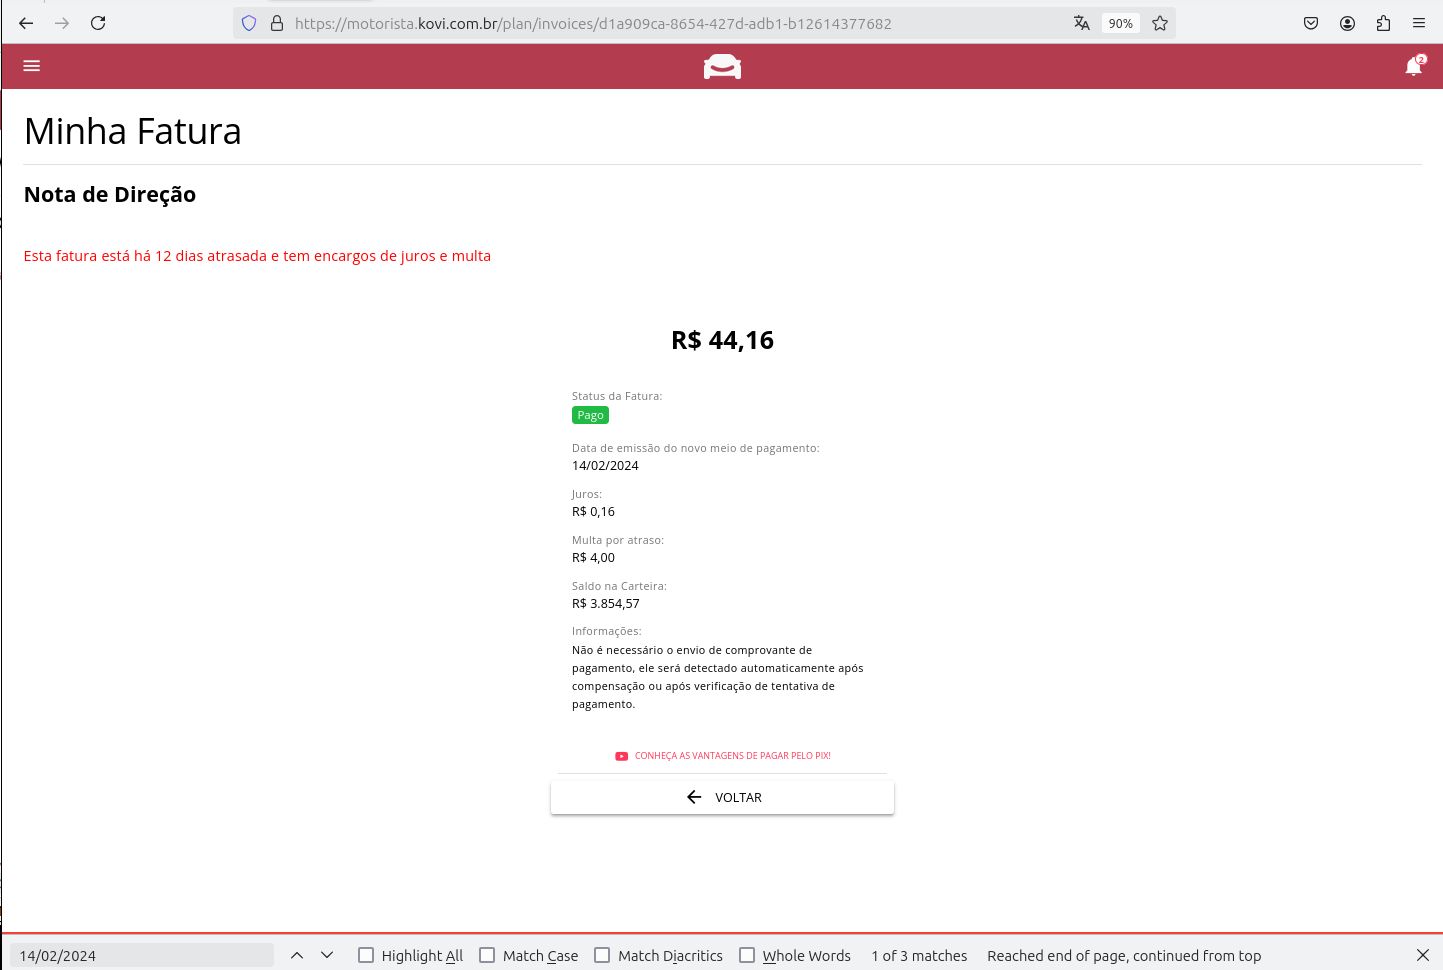 https://motorista.kovi.com.br/plan/invoices/d1a909ca-8654-427d-adb1-b12614377682
90%
2
Minha Fatura
Nota de Direção
Esta fatura está há 12 dias atrasada e tem encargos de juros e multa
R$ 44,16
Status da Fatura:
Pago
Data de emissão do novo meio de pagamento:
14/02/2024
Juros:
R$ 0,16
Multa por atraso:
R$ 4,00
Saldo na Carteira:
R$ 3.854,57
Informações:
Não é necessário o envio de comprovante de
pagamento, ele será detectado automaticamente após
compensação ou após verificação de tentativa de
pagamento.
CONHEÇA AS VANTAGENS DE PAGAR PELO PIX!
VOLTAR
14/02/2024 Highlight All Match Case Match Diacritics Whole Words 1 of 3 matches Reached end of page, continued from top